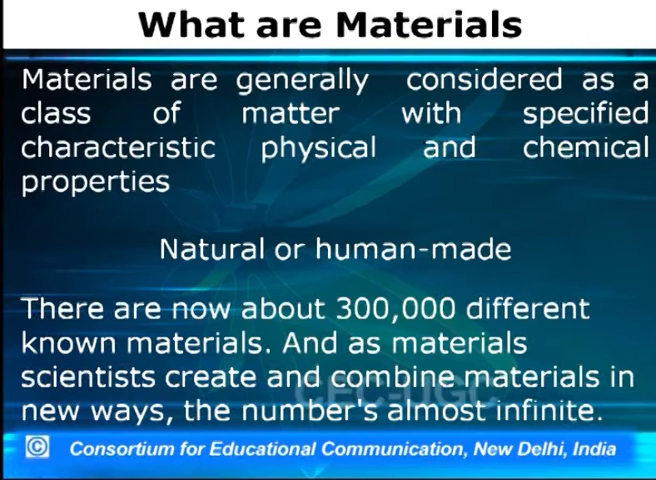 What are Materials
Materials are generally considered as a
class of matter with specified
characteristic physical and chemical
properties
Natural or human-made
There are now about 300,000 different
known materials. And as materials
scientists create and combine materials in
new ways, the number's almost infinite.
CEC-UGC
© Consortium for Educational Communication, New Delhi, India